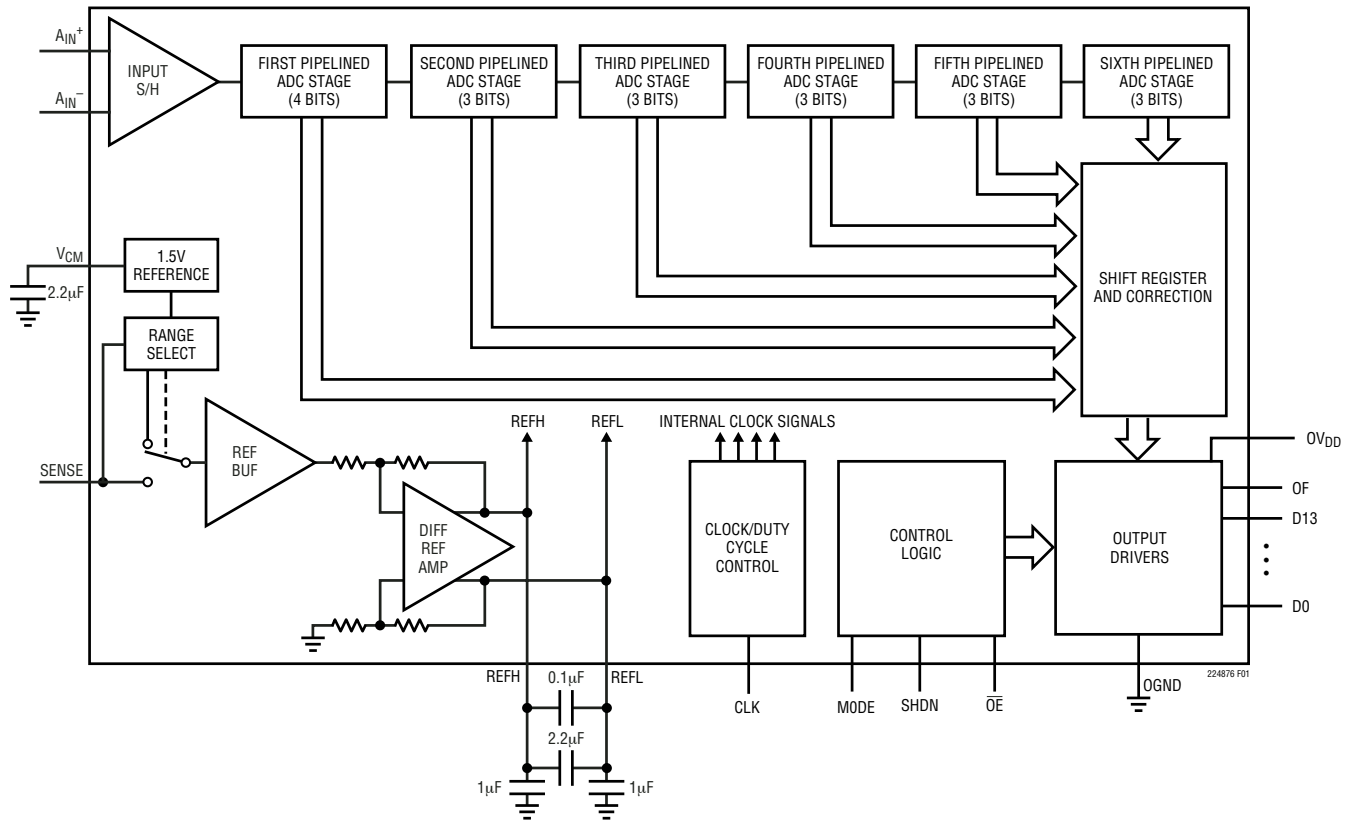 AIN+
AIN−
INPUT
S/H
FIRST PIPELINED
ADC STAGE
(4 BITS)
SECOND PIPELINED
ADC STAGE
(3 BITS)
THIRD PIPELINED
ADC STAGE
(3 BITS)
FOURTH PIPELINED
ADC STAGE
(3 BITS)
FIFTH PIPELINED
ADC STAGE
(3 BITS)
SIXTH PIPELINED
ADC STAGE
(3 BITS)
VCM
2.2µF
1.5V
REFERENCE
RANGE
SELECT
SHIFT REGISTER
AND CORRECTION
SENSE
REF
BUF
DIFF
REF
AMP
REFH
REFL
INTERNAL CLOCK SIGNALS
CLOCK/DUTY
CYCLE
CONTROL
CONTROL
LOGIC
OUTPUT
DRIVERS
OVDD
OF
D13
D0
REFH
0.1µF
REFL
2.2µF
1µF
1µF
CLK
MODE
SHDN
O̅E̅
OGND
224876 F01